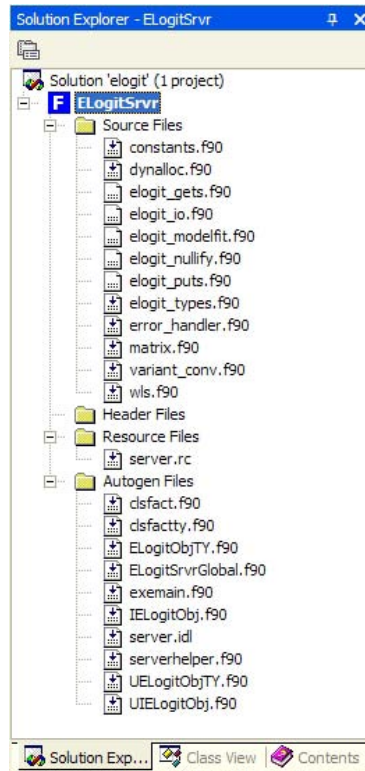 Solution Explorer - ELogitSrvr
Solution 'elogit' (1 project)
F ELogitSrvr
Source Files
constants.f90
dynalloc.f90
elogit_gets.f90
elogit_io.f90
elogit_modelfit.f90
elogit_nullify.f90
elogit_puts.f90
elogit_types.f90
error_handler.f90
matrix.f90
variant_conv.f90
wls.f90
Header Files
Resource Files
server.rc
Autogen Files
clsfact.f90
clsfactty.f90
ELogitObjTY.f90
ELogitSrvrGlobal.f90
exemain.f90
IELogitObj.f90
server.idl
serverhelper.f90
UELogitObjTY.f90
UIELogitObj.f90
Solution Exp... Class View Contents